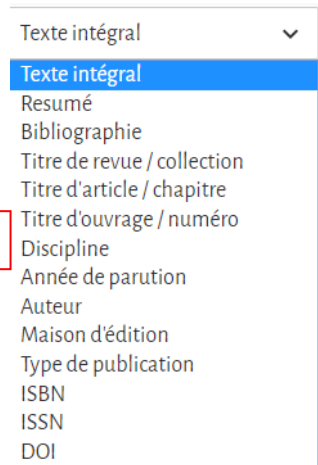 Texte intégral
Texte intégral
Resumé
Bibliographie
Titre de revue / collection
Titre d'article / chapitre
Titre d'ouvrage / numéro
Discipline
Année de parution
Auteur
Maison d'édition
Type de publication
ISBN
ISSN
DOI